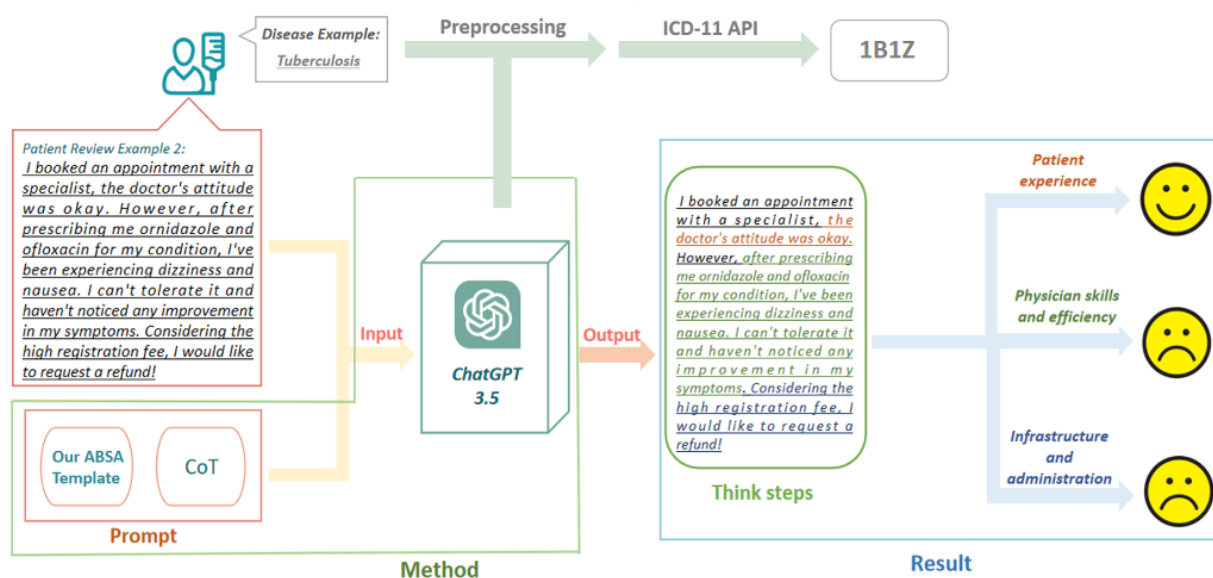 Disease Example:
Tuberculosis
Preprocessing
ICD-11 API
1B1Z
Patient Review Example 2:
I booked an appointment with a
specialist, the doctor's attitude
was okay. However, after
prescribing me ornidazole and
ofloxacin for my condition, I've
been experiencing dizziness and
nausea. I can't tolerate it and
haven't noticed any improvement
in my symptoms. Considering the
high registration fee, I would like
to request a refund!
Our ABSA
Template
CoT
Prompt
Input
ChatGPT
3.5
Method
Output
I booked an appointment
with a specialist, the
doctor's attitude was okay.
However, after prescribing
me ornidazole and ofloxacin
for my condition, I've been
experiencing dizziness and
nausea. I can't tolerate it
and haven't noticed any
improvement in my
symptoms. Considering the
high registration fee, I
would like to request a
refund!
Think steps
Patient
experience
Physician skills
and efficiency
Infrastructure
and
administration
Result